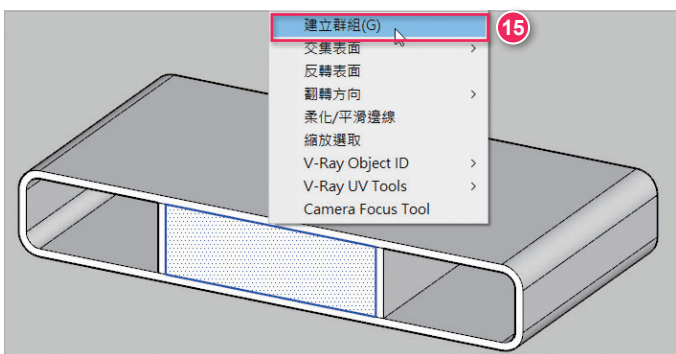 建立群組(G)
15
交集表面
反轉表面
翻轉方向
柔化/平滑邊線
縮放選取
V-Ray Object ID
V-Ray UV Tools
Camera Focus Tool